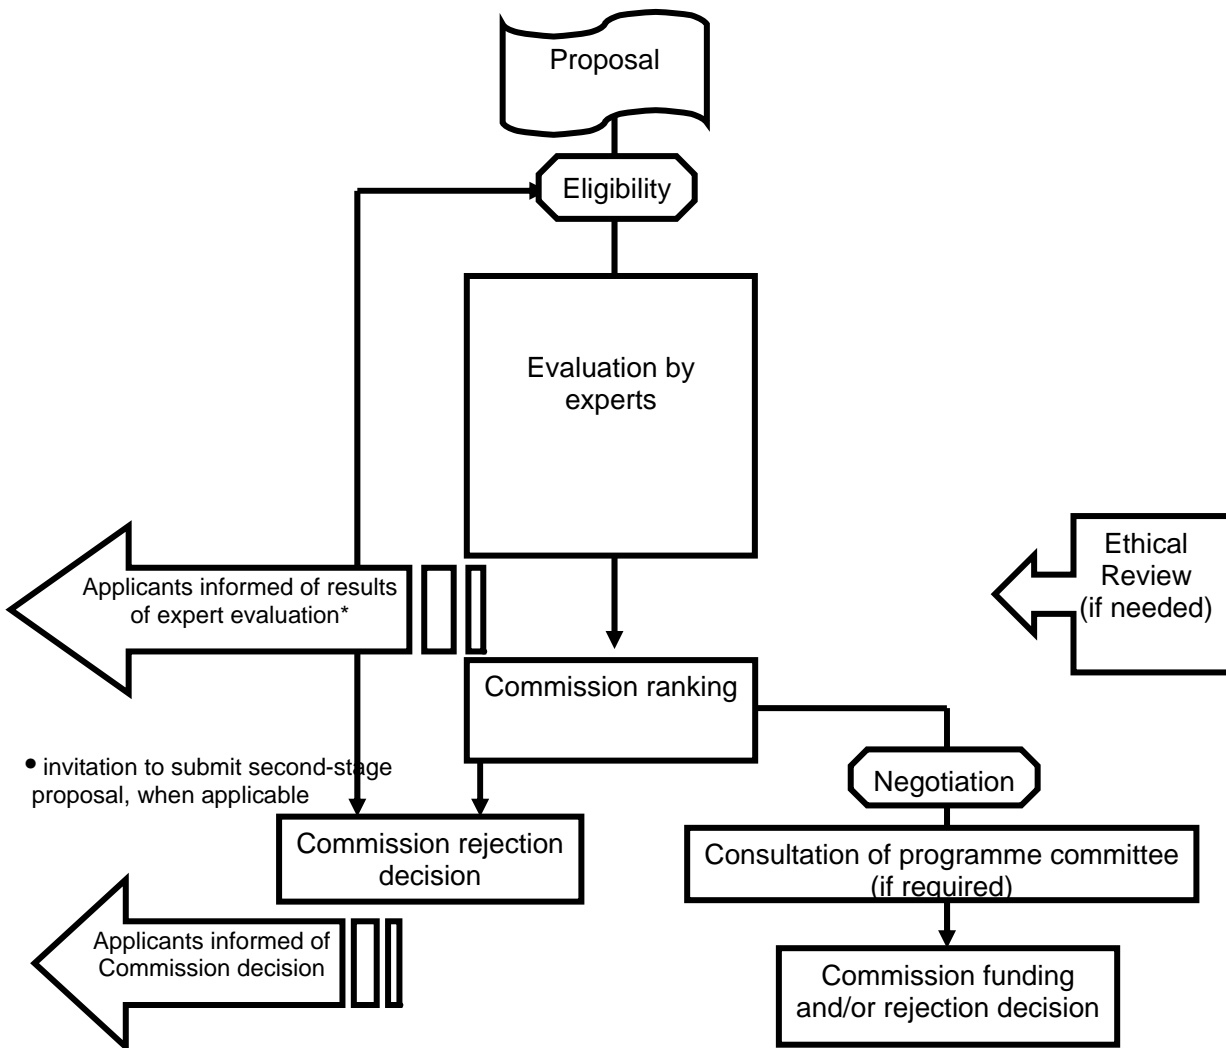 Proposal
Eligibility
Evaluation by
experts
Ethical
Review
(if needed)
Applicants informed of results
of expert evaluation*
Commission ranking
• invitation to submit second-stage
proposal, when applicable
Negotiation
Commission rejection
decision
Consultation of programme committee
(if required)
Applicants informed of
Commission decision
Commission funding
and/or rejection decision